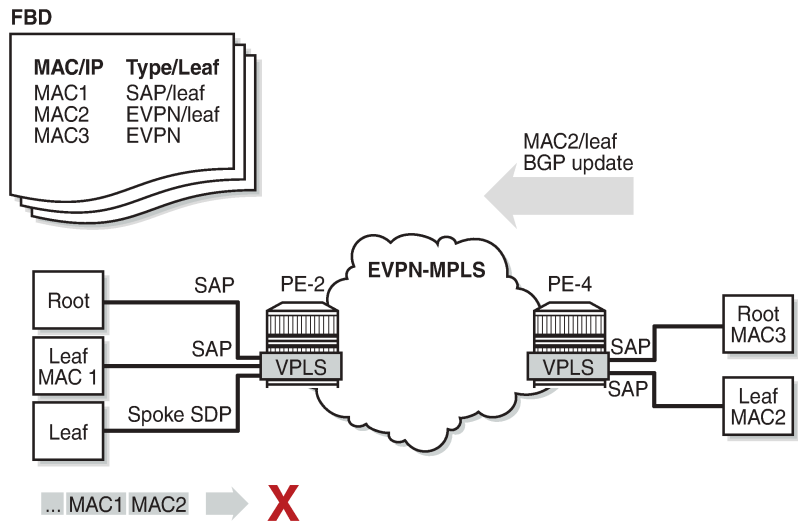 FBD
MAC/IP Type/Leaf
MAC1 SAP/leaf
MAC2 EVPN/leaf
MAC3 EVPN
MAC2/leaf
BGP update
EVPN-MPLS
Root
SAP
PE-2
PE-4
Root
MAC3
Leaf
MAC 1
SAP
VPLS
VPLS
SAP
SAP
Leaf
MAC2
Leaf
Spoke SDP
... MAC1 MAC2
X